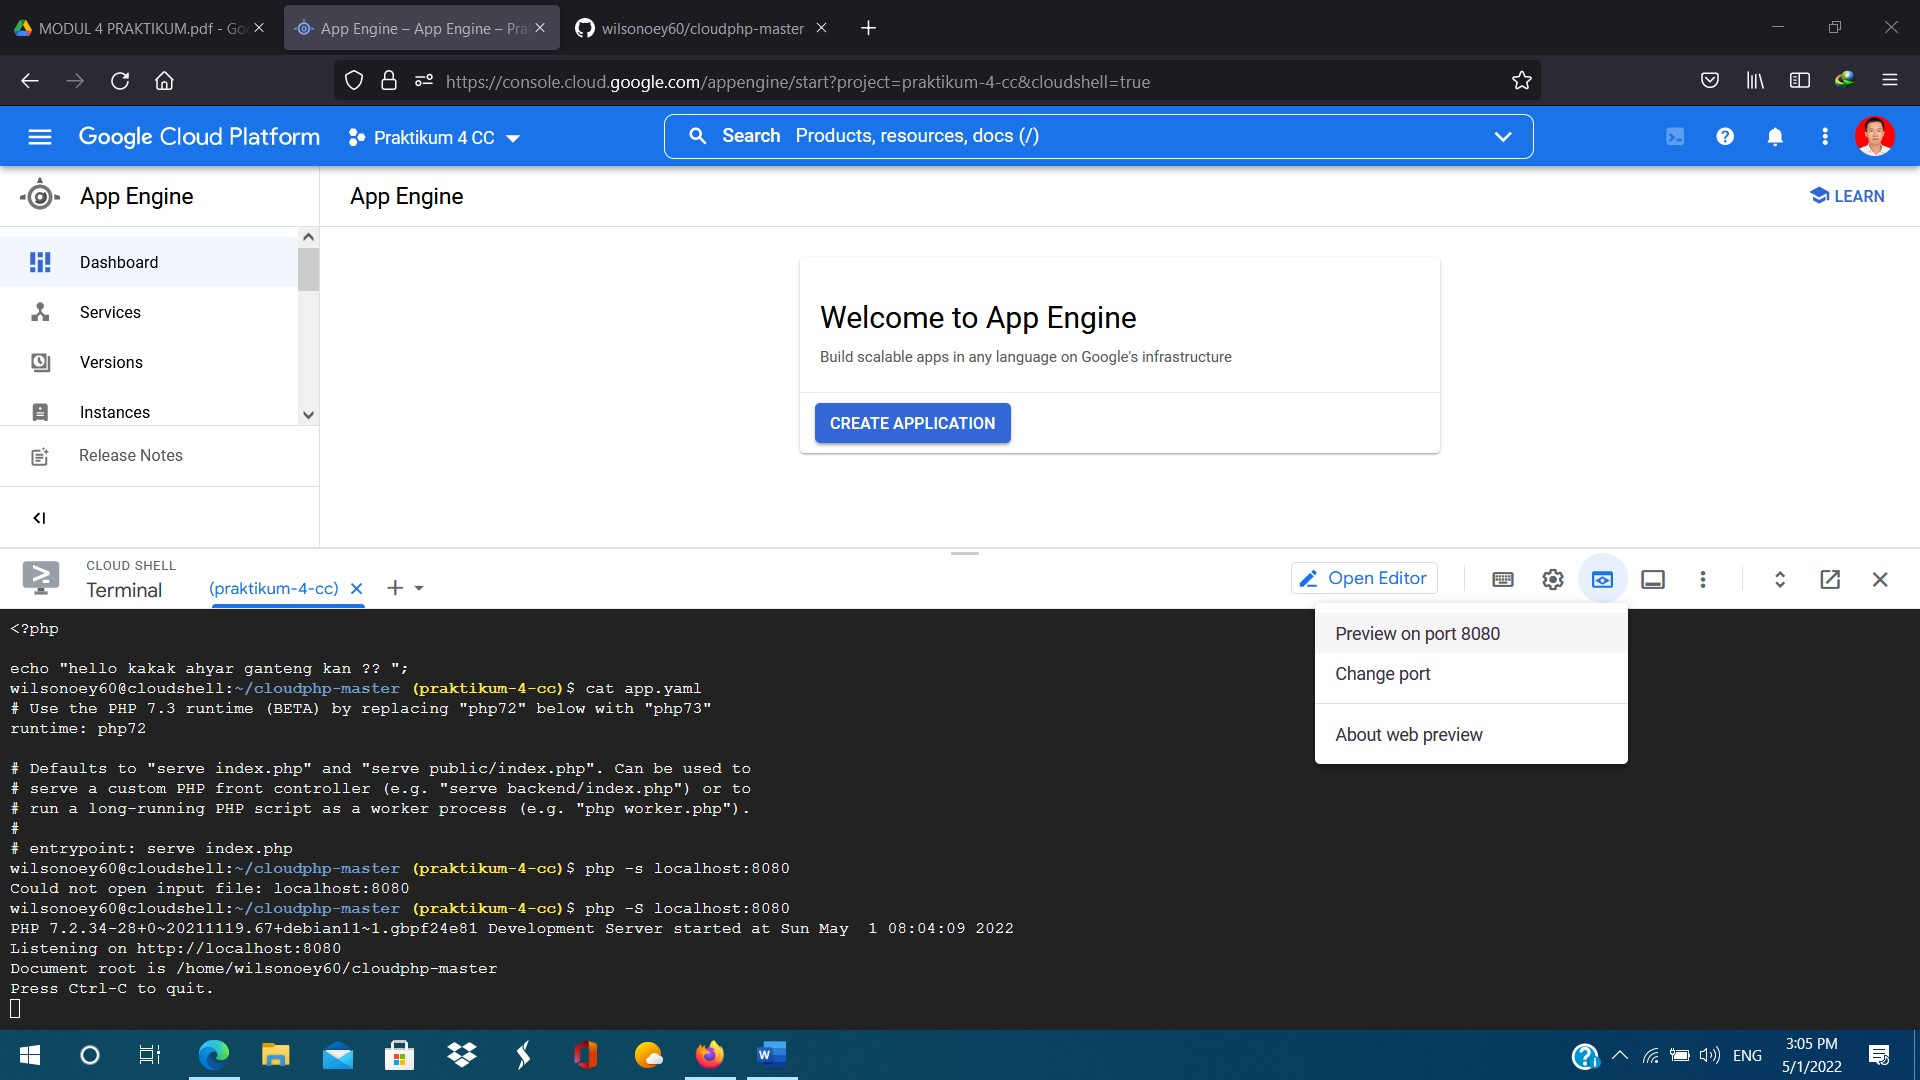 MODUL 4 PRAKTIKUM.pdf - Go
App Engine – App Engine – Pra
wilsonoey60/cloudphp-master
https://console.cloud.google.com/appengine/start?project=praktikum-4-cc&cloudshell=true
Google Cloud Platform
Praktikum 4 CC
Search Products, resources, docs (/)
App Engine
App Engine
LEARN
Dashboard
Services
Versions
Instances
Release Notes
Welcome to App Engine
Build scalable apps in any language on Google's infrastructure
CREATE APPLICATION
CLOUD SHELL
Terminal
(praktikum-4-cc)
Open Editor
Preview on port 8080
Change port
About web preview
<?php
echo "hello kakak ahyar ganteng kan ?? ";
wilsonoey60@cloudshell:~/cloudphp-master (praktikum-4-cc)$ cat app.yaml
# Use the PHP 7.3 runtime (BETA) by replacing "php72" below with "php73"
runtime: php72
# Defaults to "serve index.php" and "serve public/index.php". Can be used to
# serve a custom PHP front controller (e.g. "serve backend/index.php") or to
# run a long-running PHP script as a worker process (e.g. "php worker.php").
#
# entrypoint: serve index.php
wilsonoey60@cloudshell:~/cloudphp-master (praktikum-4-cc)$ php -s localhost:8080
Could not open input file: localhost:8080
wilsonoey60@cloudshell:~/cloudphp-master (praktikum-4-cc)$ php -S localhost:8080
PHP 7.2.34-28+0~20211119.67+debian11~1.gbpf24e81 Development Server started at Sun May  1 08:04:09 2022
Listening on http://localhost:8080
Document root is /home/wilsonoey60/cloudphp-master
Press Ctrl-C to quit.
ENG
3:05 PM
5/1/2022